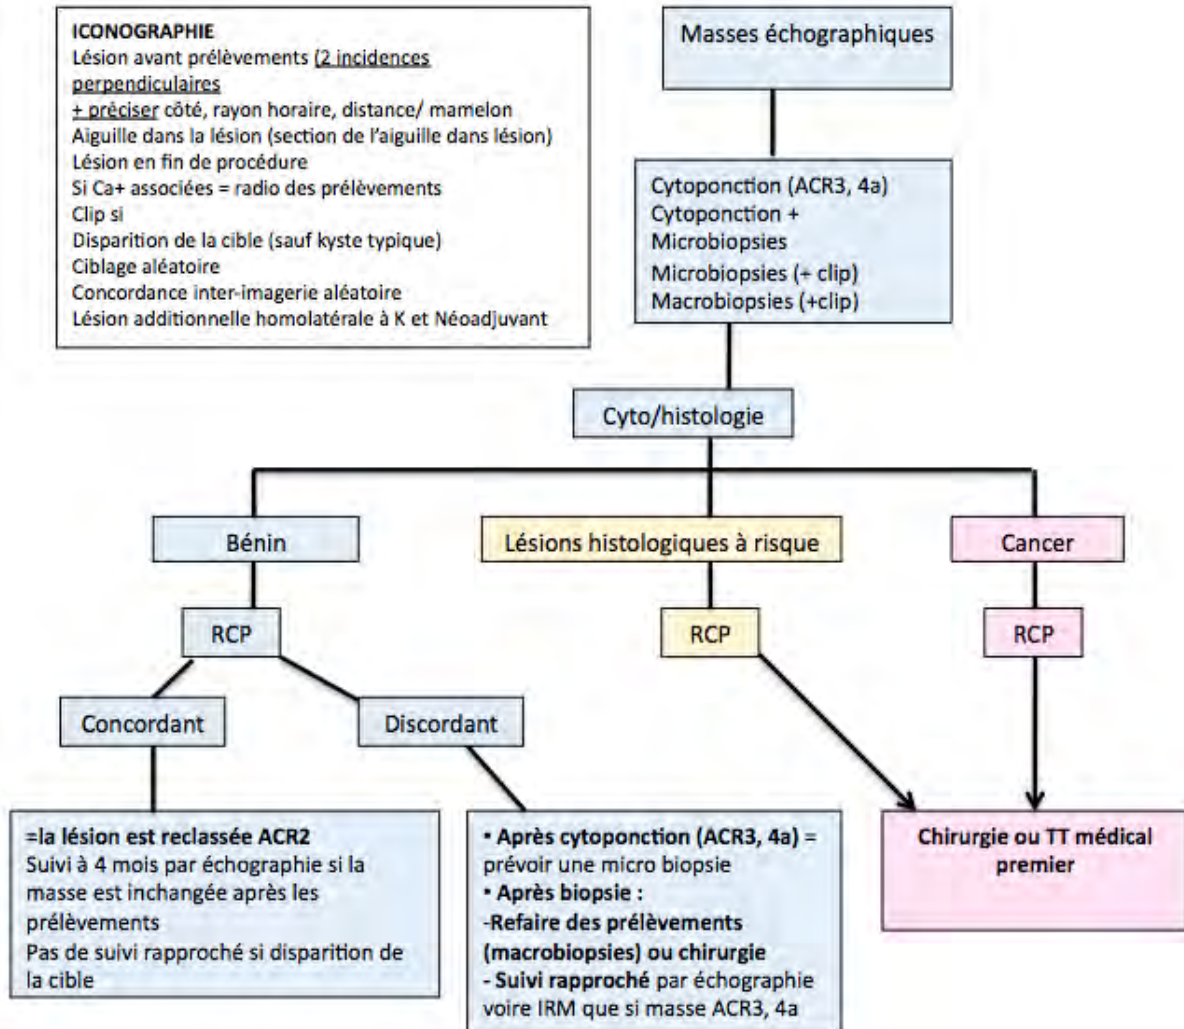 ICONOGRAPHIE
Lésion avant prélèvements (2 incidences
perpendiculaires
+ préciser côté, rayon horaire, distance/ mamelon
Aiguille dans la lésion (section de l'aiguille dans lésion)
Lésion en fin de procédure
Si Ca+ associées = radio des prélèvements
Clip si
Disparition de la cible (sauf kyste typique)
Ciblage aléatoire
Concordance inter-imagerie aléatoire
Lésion additionnelle homolatérale à K et Néoadjuvant
Masses échographiques
Cytoponction (ACR3, 4a)
Cytoponction +
Microbiopsies
Microbiopsies (+ clip)
Macrobiopsies (+clip)
Cyto/histologie
Bénin
Lésions histologiques à risque
Cancer
RCP
RCP
RCP
Concordant
Discordant
=la lésion est reclassée ACR2
Suivi à 4 mois par échographie si la
masse est inchangée après les
prélèvements
Pas de suivi rapproché si disparition de
la cible
• Après cytoponction (ACR3, 4a) =
prévoir une micro biopsie
• Après biopsie :
-Refaire des prélèvements
(macrobiopsies) ou chirurgie
- Suivi rapproché par échographie
voire IRM que si masse ACR3, 4a
Chirurgie ou TT médical
premier